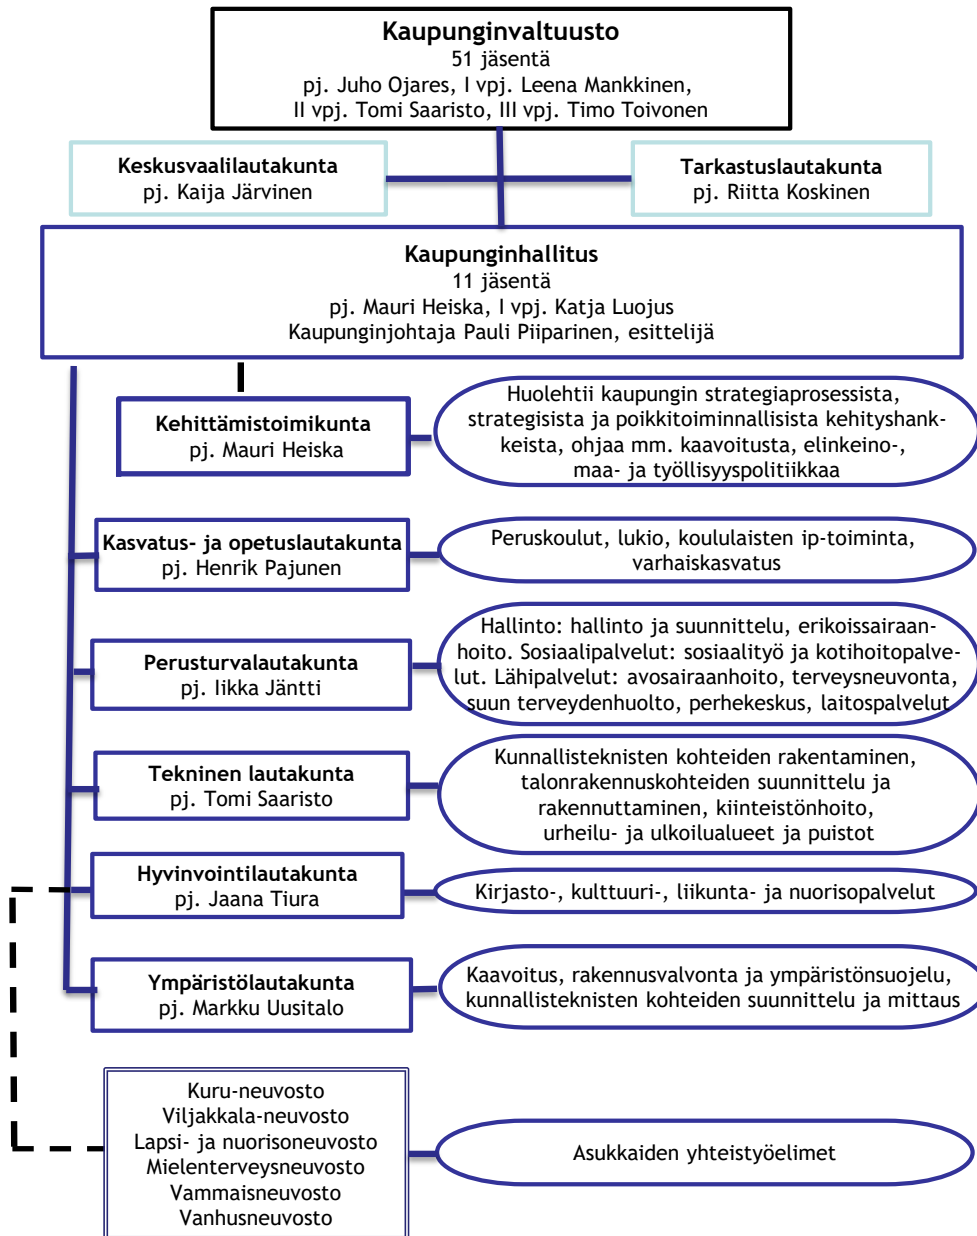 Kaupunginvaltuusto
51 jäsentä
pj. Juho Ojares, I vpj. Leena Mankkinen,
II vpj. Tomi Saaristo, III vpj. Timo Toivonen
Keskusvaalilautakunta
pj. Kaija Järvinen
Tarkastuslautakunta
pj. Riitta Koskinen
Kaupunginhallitus
11 jäsentä
pj. Mauri Heiska, I vpj. Katja Luojus
Kaupunginjohtaja Pauli Piiparinen, esittelijä
Kehittämistoimikunta
pj. Mauri Heiska
Huolehtii kaupungin strategiaprosessista,
strategisista ja poikkitoiminnallisista kehityshank-
keista, ohjaa mm. kaavoitusta, elinkeino-,
maa- ja työllisyyspolitiikkaa
Kasvatus- ja opetuslautakunta
pj. Henrik Pajunen
Peruskoulut, lukio, koululaisten ip-toiminta,
varhaiskasvatus
Perusturvalautakunta
pj. Iikka Jäntti
Hallinto: hallinto ja suunnittelu, erikoissairaan-
hoito. Sosiaalipalvelut: sosiaalityö ja kotihoitopalve-
lut. Lähipalvelut: avosairaanhoito, terveysneuvonta,
suun terveydenhuolto, perhekeskus, laitospalvelut
Tekninen lautakunta
pj. Tomi Saaristo
Kunnallisteknisten kohteiden rakentaminen,
talonrakennuskohteiden suunnittelu ja
rakennuttaminen, kiinteistönhoito,
urheilu- ja ulkoilualueet ja puistot
Hyvinvointilautakunta
pj. Jaana Tiura
Kirjasto-, kulttuuri-, liikunta- ja nuorisopalvelut
Ympäristölautakunta
pj. Markku Uusitalo
Kaavoitus, rakennusvalvonta ja ympäristönsuojelu,
kunnallisteknisten kohteiden suunnittelu ja mittaus
Kuru-neuvosto
Viljakkala-neuvosto
Lapsi- ja nuorisoneuvosto
Mielenterveysneuvosto
Vammaisneuvosto
Vanhusneuvosto
Asukkaiden yhteistyöelimet